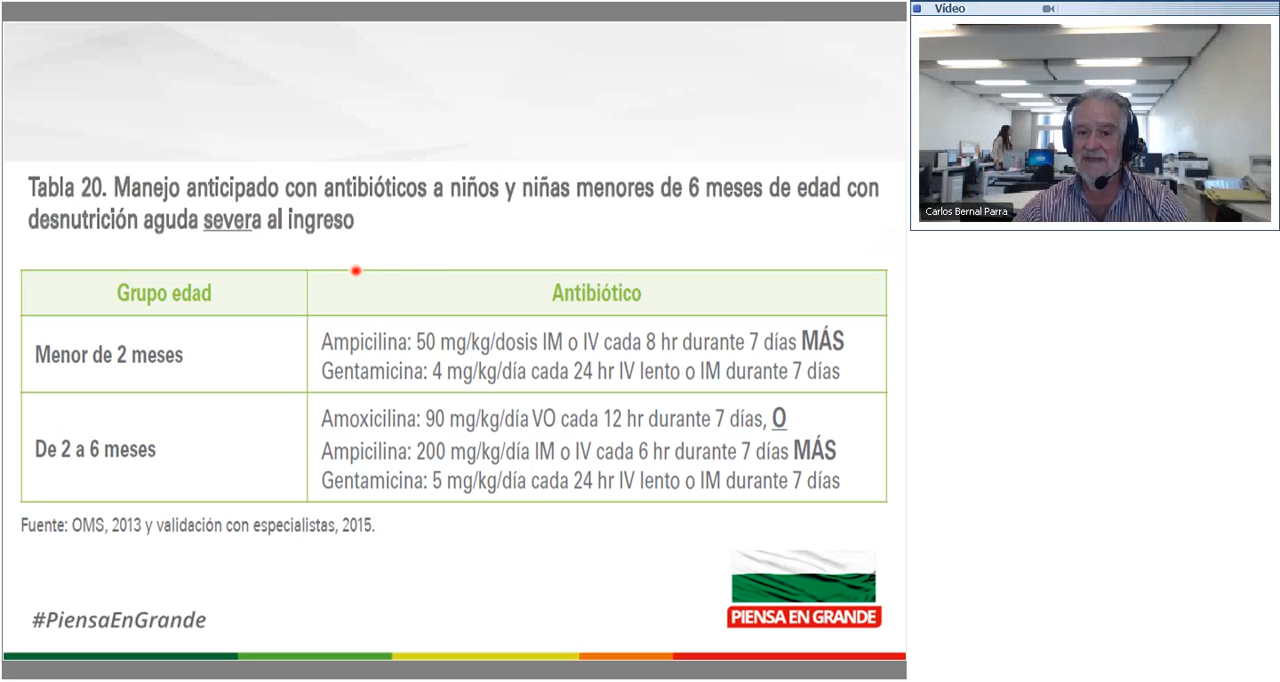 Vídeo
Carlos Bernal Parra
Tabla 20. Manejo anticipado con antibióticos a niños y niñas menores de 6 meses de edad con
desnutrición aguda severa al ingreso
Grupo edad
Antibiótico
Menor de 2 meses
Ampicilina: 50 mg/kg/dosis IM o IV cada 8 hr durante 7 días MÁS
Gentamicina: 4 mg/kg/día cada 24 hr IV lento o IM durante 7 días
De 2 a 6 meses
Amoxicilina: 90 mg/kg/día VO cada 12 hr durante 7 días, O
Ampicilina: 200 mg/kg/día IM o IV cada 6 hr durante 7 días MÁS
Gentamicina: 5 mg/kg/día cada 24 hr IV lento o IM durante 7 días
Fuente: OMS, 2013 y validación con especialistas, 2015.
#PiensaEnGrande
PIENSA EN GRANDE